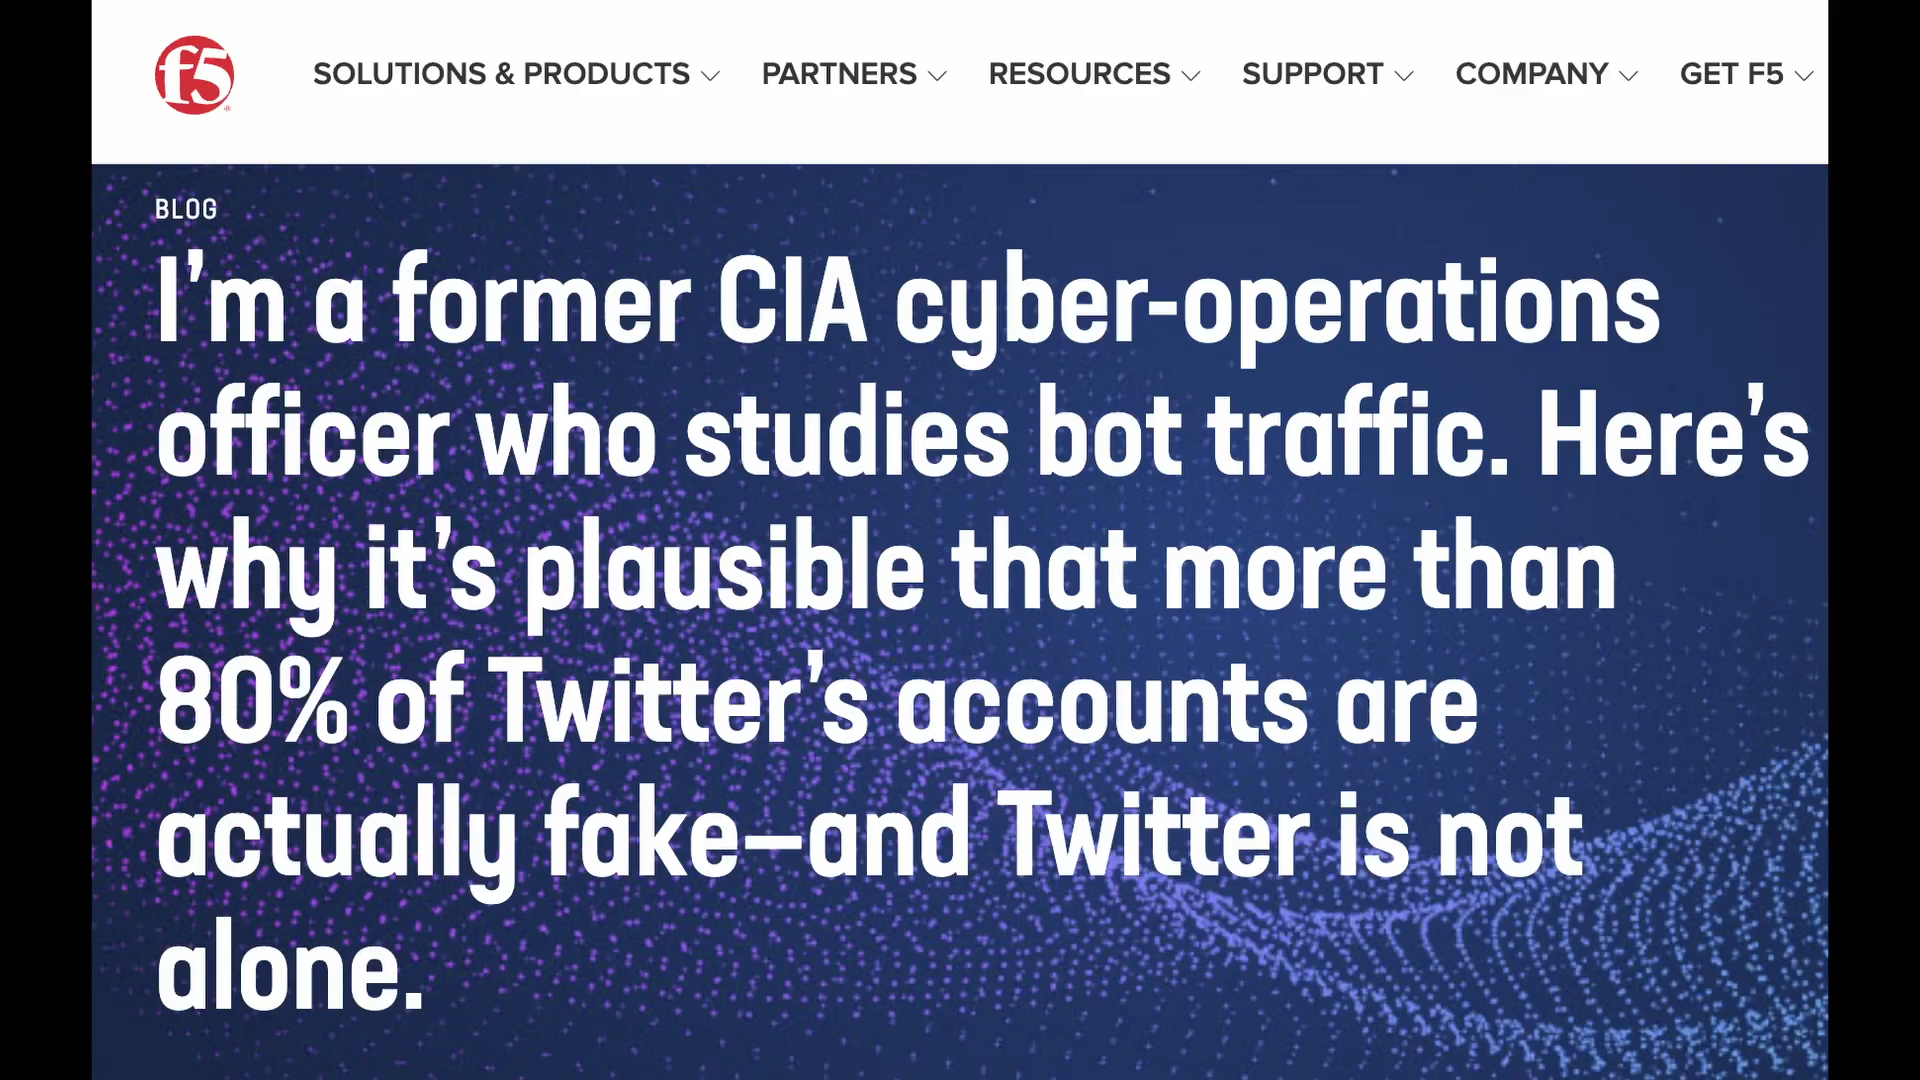 f5
SOLUTIONS & PRODUCTS PARTNERS RESOURCES SUPPORT COMPANY GET F5
BLOG
I’m a former CIA cyber-operations
officer who studies bot traffic. Here’s
why it’s plausible that more than
80% of Twitter’s accounts are
actually fake—and Twitter is not
alone.